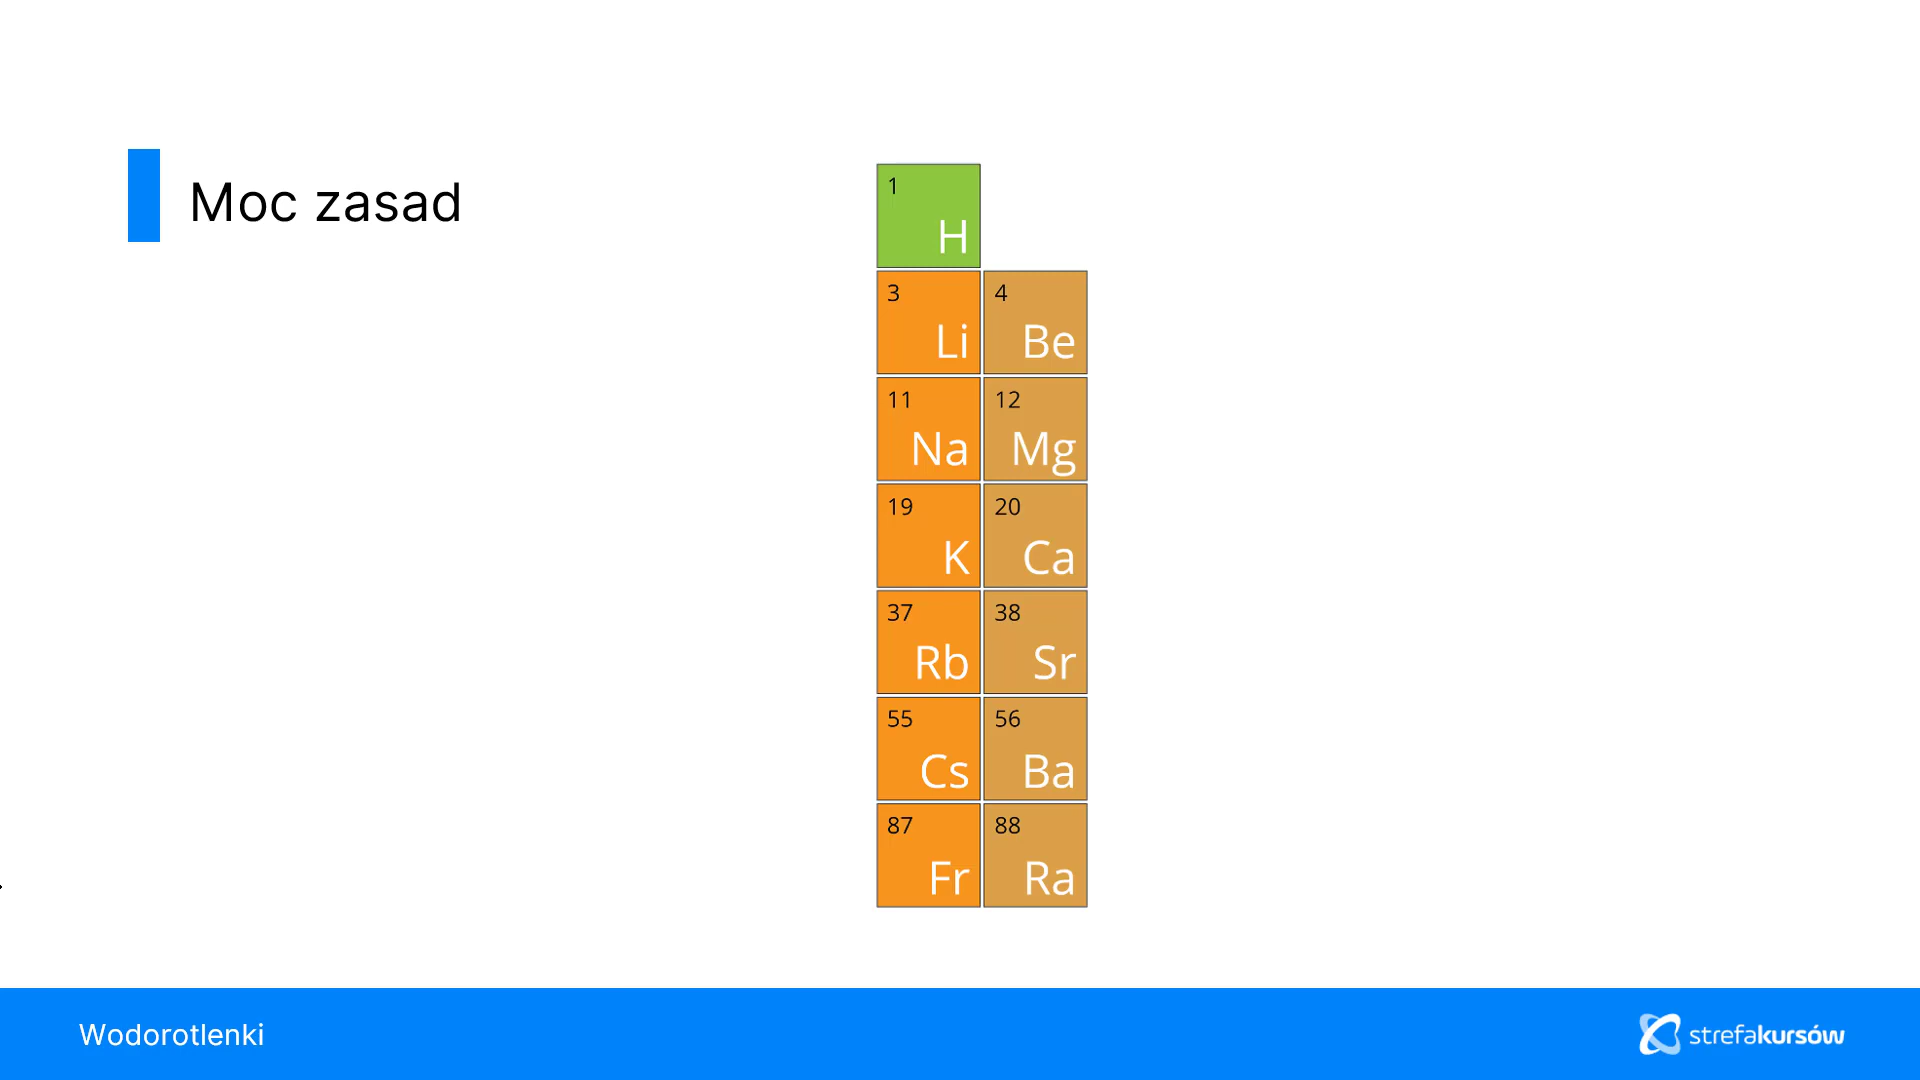 Moc zasad
1
H
3
Li
4
Be
11
Na
12
Mg
19
K
20
Ca
37
Rb
38
Sr
55
Cs
56
Ba
87
Fr
88
Ra
Wodorotlenki
strefakursów